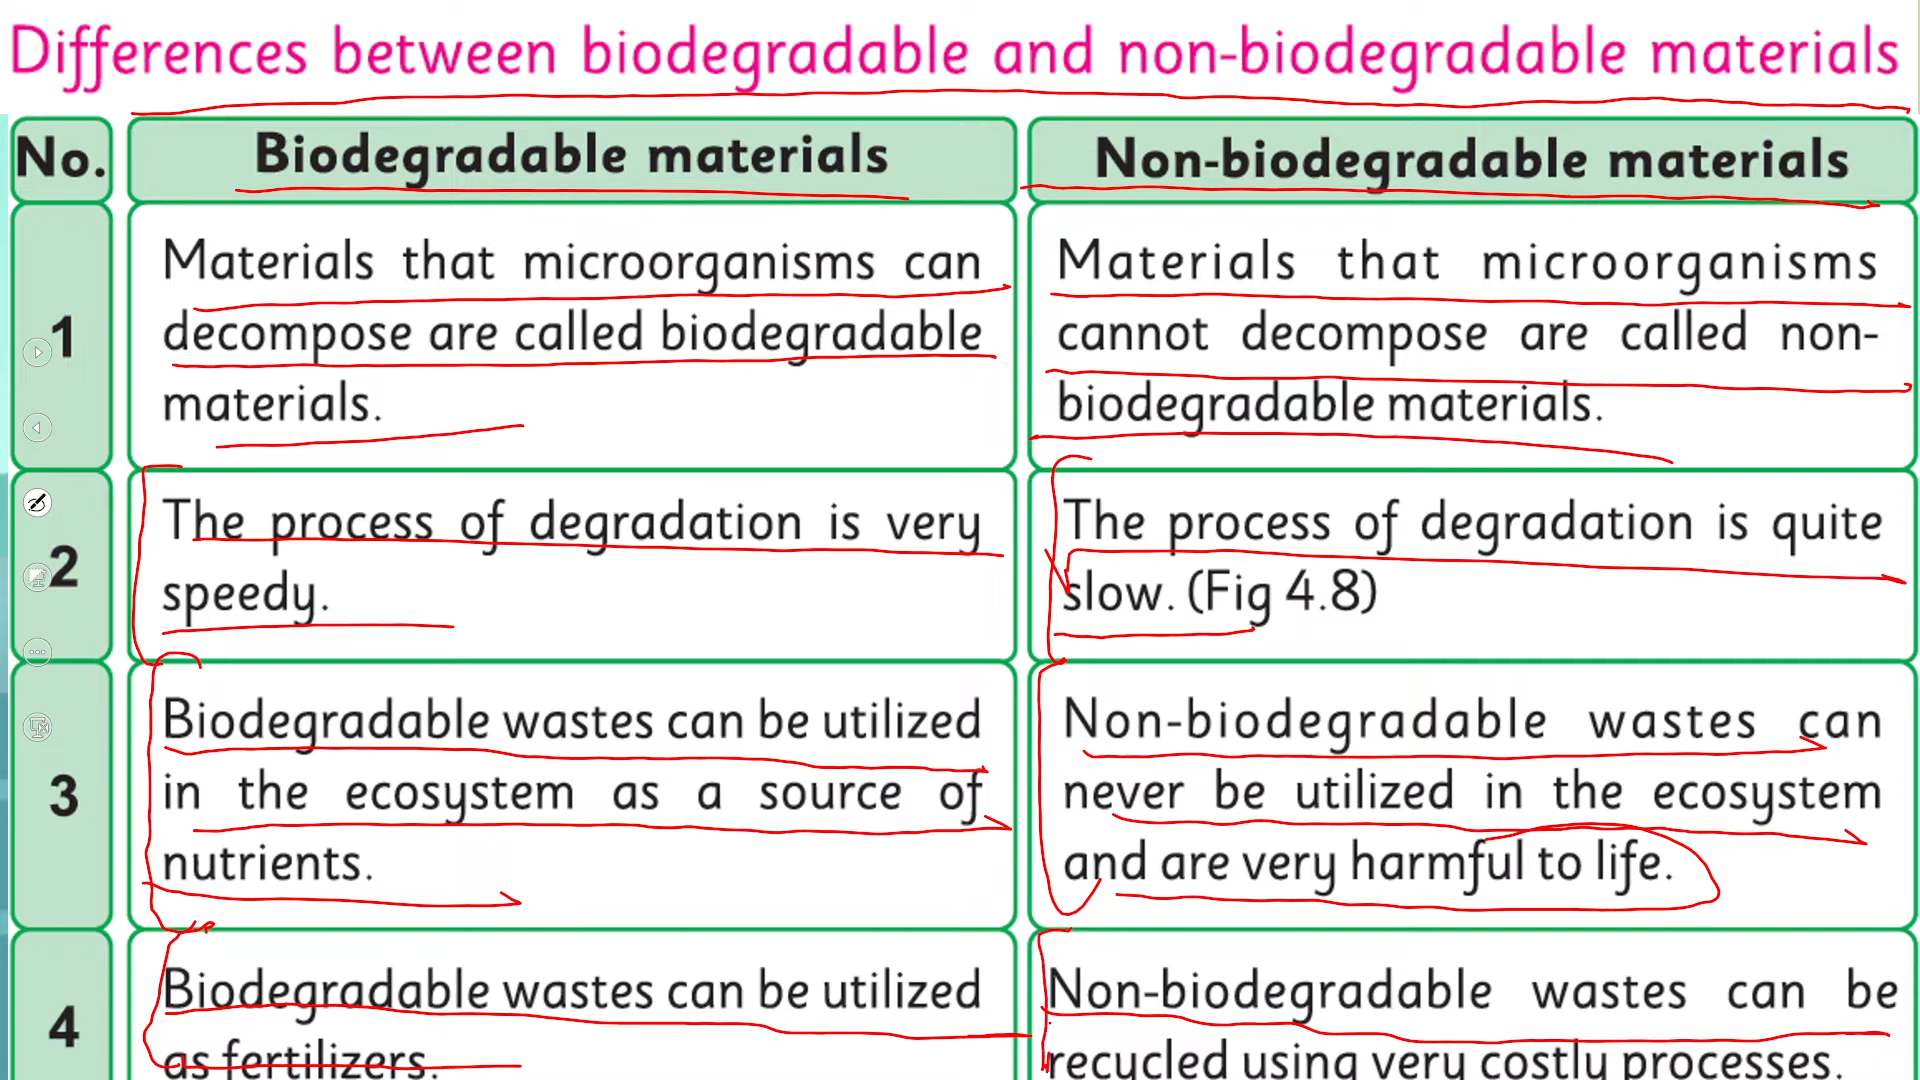 Differences between biodegradable and non-biodegradable materials
No.
Biodegradable materials
Non-biodegradable materials
1
Materials that microorganisms can
decompose are called biodegradable
materials.
Materials that microorganisms
cannot decompose are called non-
biodegradable materials.
2
The process of degradation is very
speedy.
The process of degradation is quite
slow. (Fig 4.8)
3
Biodegradable wastes can be utilized
in the ecosystem as a source of
nutrients.
Non-biodegradable wastes can
never be utilized in the ecosystem
and are very harmful to life.
4
Biodegradable wastes can be utilized
as fertilizers.
Non-biodegradable wastes can be
recycled using very costly processes.